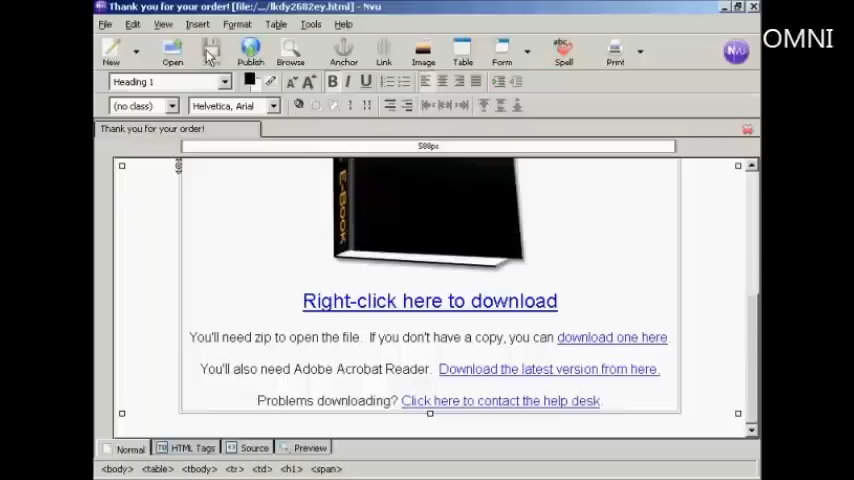 Thank you for your order! [file:/.../lkdy2682ey.html] - Nvu
OMNI
File Edit View Insert Format Table Tools Help
New Open Save Publish Browse Anchor Link Image Table Form Spell Print
Nvu
Heading 1
(no class) Helvetica, Arial
Thank you for your order!
588px
E-Book
Right-click here to download
You'll need zip to open the file. If you don't have a copy, you can download one here.
You'll also need Adobe Acrobat Reader. Download the latest version from here.
Problems downloading? Click here to contact the help desk.
Normal HTML Tags Source Preview
<body> <table> <tbody> <tr> <td> <h1> <span>